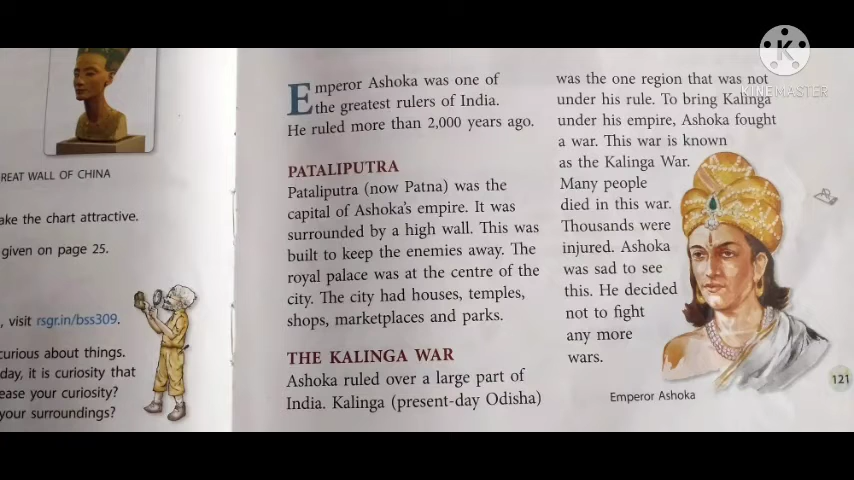 REAT WALL OF CHINA
ake the chart attractive.
given on page 25.
, visit rsgr.in/bss309.
curious about things.
day, it is curiosity that
ease your curiosity?
your surroundings?
Emperor Ashoka was one of
the greatest rulers of India.
He ruled more than 2,000 years ago.
PATALIPUTRA
Pataliputra (now Patna) was the
capital of Ashoka's empire. It was
surrounded by a high wall. This was
built to keep the enemies away. The
royal palace was at the centre of the
city. The city had houses, temples,
shops, marketplaces and parks.
THE KALINGA WAR
Ashoka ruled over a large part of
India. Kalinga (present-day Odisha)
was the one region that was not
under his rule. To bring Kalinga
under his empire, Ashoka fought
a war. This war is known
as the Kalinga War.
Many people
died in this war.
Thousands were
injured. Ashoka
was sad to see
this. He decided
not to fight
any more
wars.
Emperor Ashoka
121
K
KINEMASTER